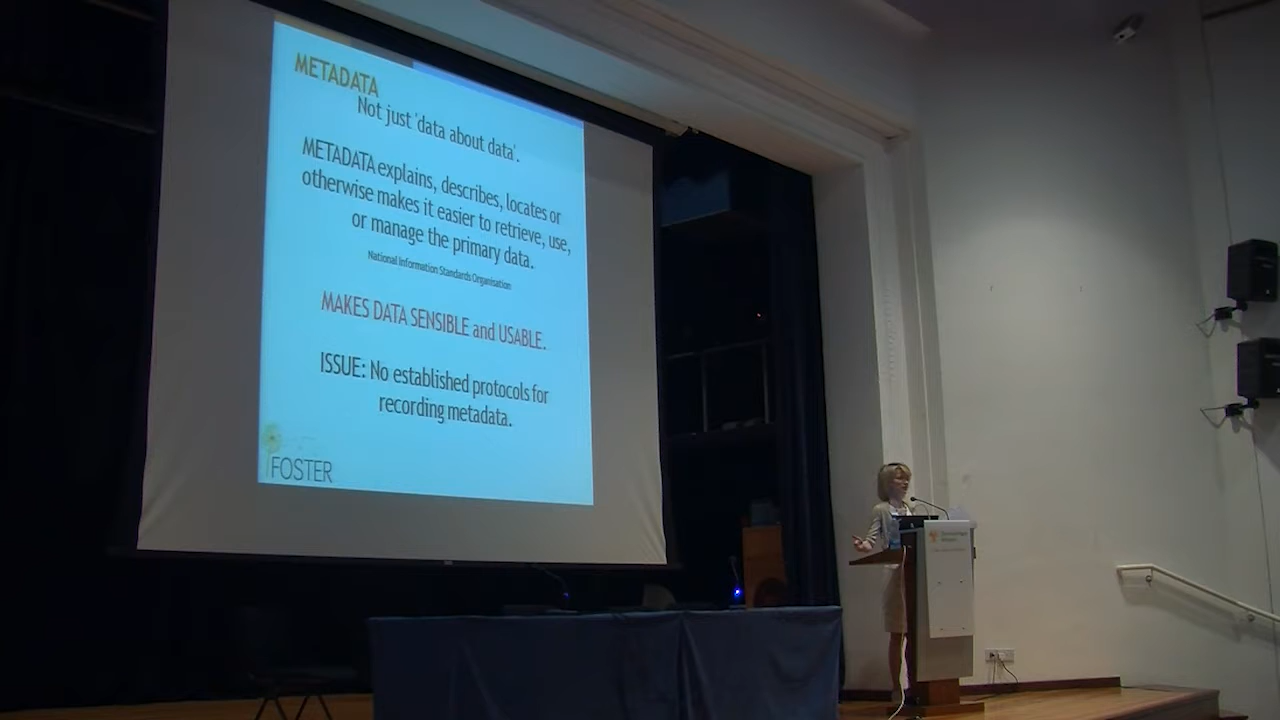 METADATA
Not just 'data about data'.
METADATA explains, describes, locates or
otherwise makes it easier to retrieve, use,
or manage the primary data.
National Information Standards Organisation
MAKES DATA SENSIBLE and USABLE.
ISSUE: No established protocols for
recording metadata.
FOSTER